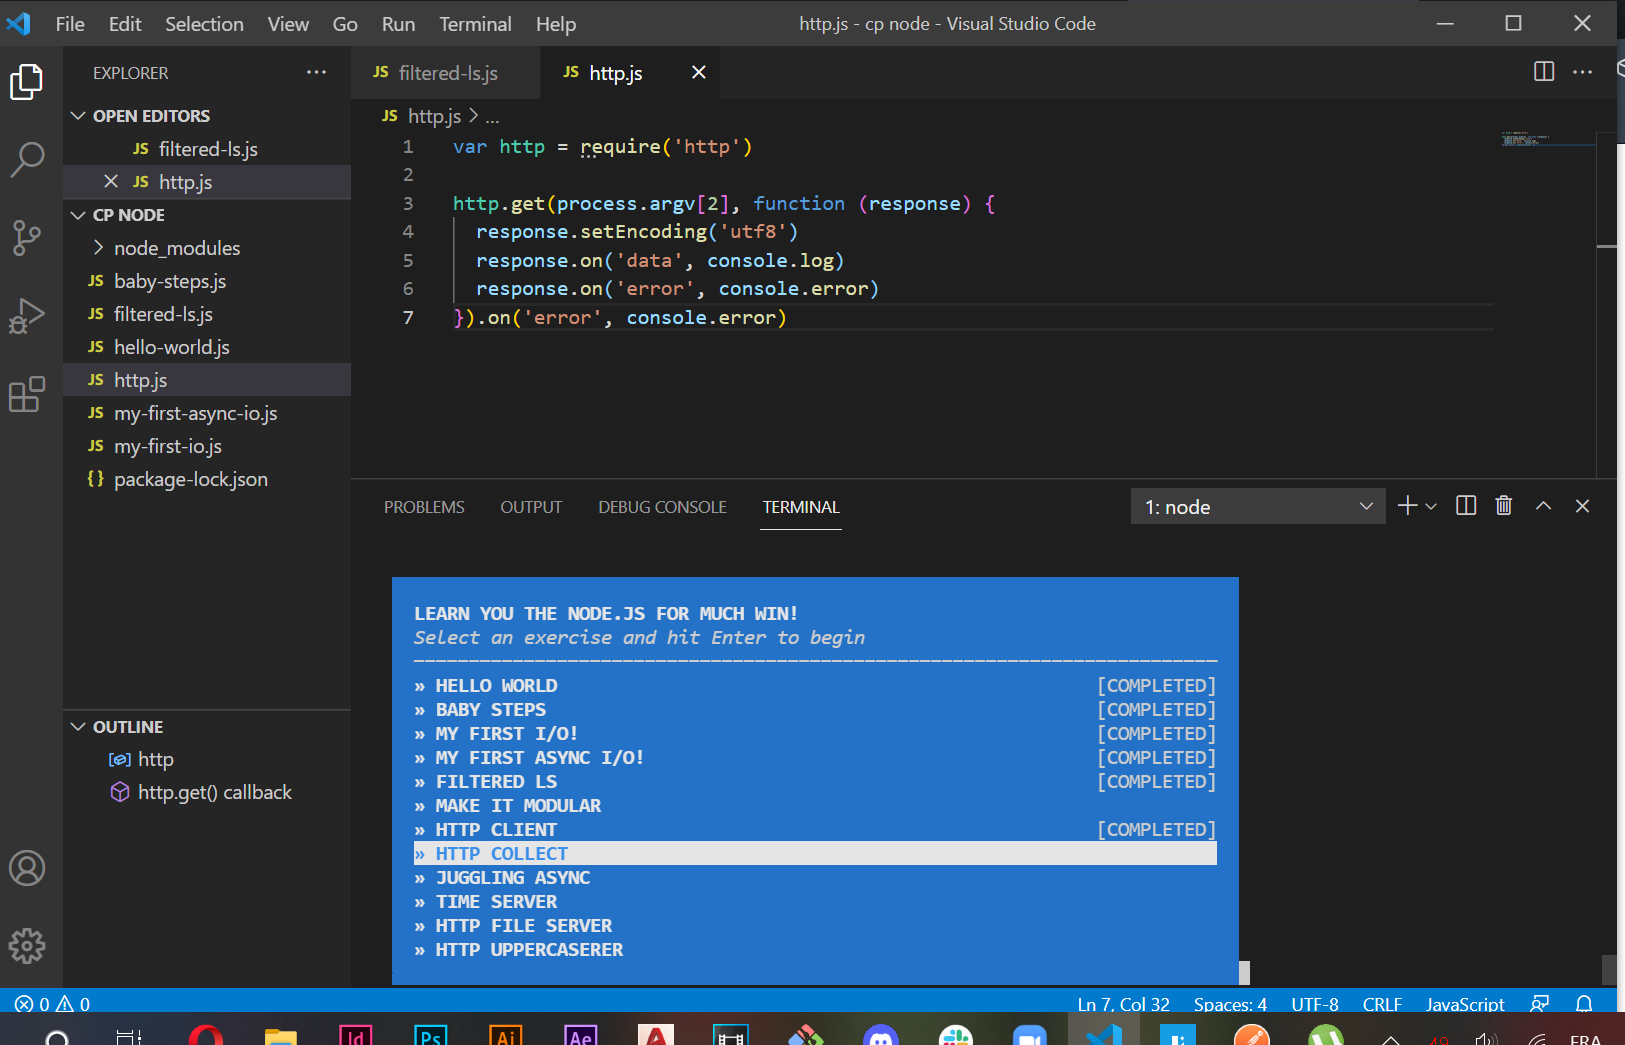 File Edit Selection View Go Run Terminal Help http.js - cp node - Visual Studio Code
EXPLORER ...
OPEN EDITORS
JS filtered-ls.js
JS http.js
CP NODE
node_modules
JS baby-steps.js
JS filtered-ls.js
JS hello-world.js
JS http.js
JS my-first-async-io.js
JS my-first-io.js
{} package-lock.json
OUTLINE
http
http.get() callback
JS filtered-ls.js JS http.js
JS http.js > ...
1 var http = require('http')
2
3 http.get(process.argv[2], function (response) {
4 response.setEncoding('utf8')
5 response.on('data', console.log)
6 response.on('error', console.error)
7 }).on('error', console.error)
PROBLEMS OUTPUT DEBUG CONSOLE TERMINAL 1: node
LEARN YOU THE NODE.JS FOR MUCH WIN!
Select an exercise and hit Enter to begin
» HELLO WORLD [COMPLETED]
» BABY STEPS [COMPLETED]
» MY FIRST I/O! [COMPLETED]
» MY FIRST ASYNC I/O! [COMPLETED]
» FILTERED LS [COMPLETED]
» MAKE IT MODULAR
» HTTP CLIENT [COMPLETED]
» HTTP COLLECT
» JUGGLING ASYNC
» TIME SERVER
» HTTP FILE SERVER
» HTTP UPPERCASERER
0 0 Ln 7, Col 32 Spaces: 4 UTF-8 CRLF JavaScript
Id Ps Ai Ae FRA